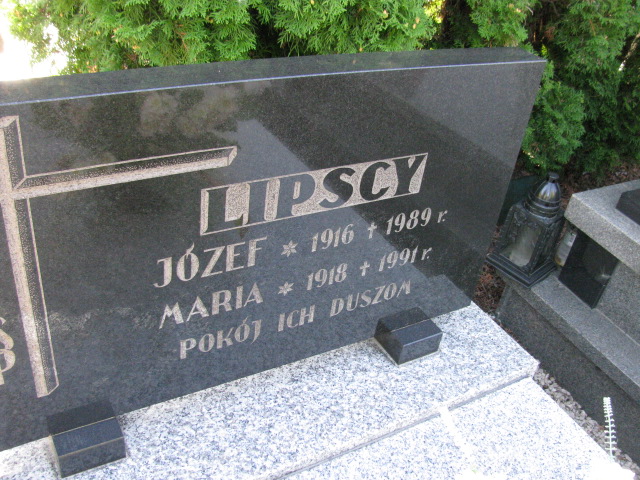 LIPSCY
JÓZEF * 1916 † 1989 r.
MARIA * 1918 † 1991 r.
POKÓJ ICH DUSZOM